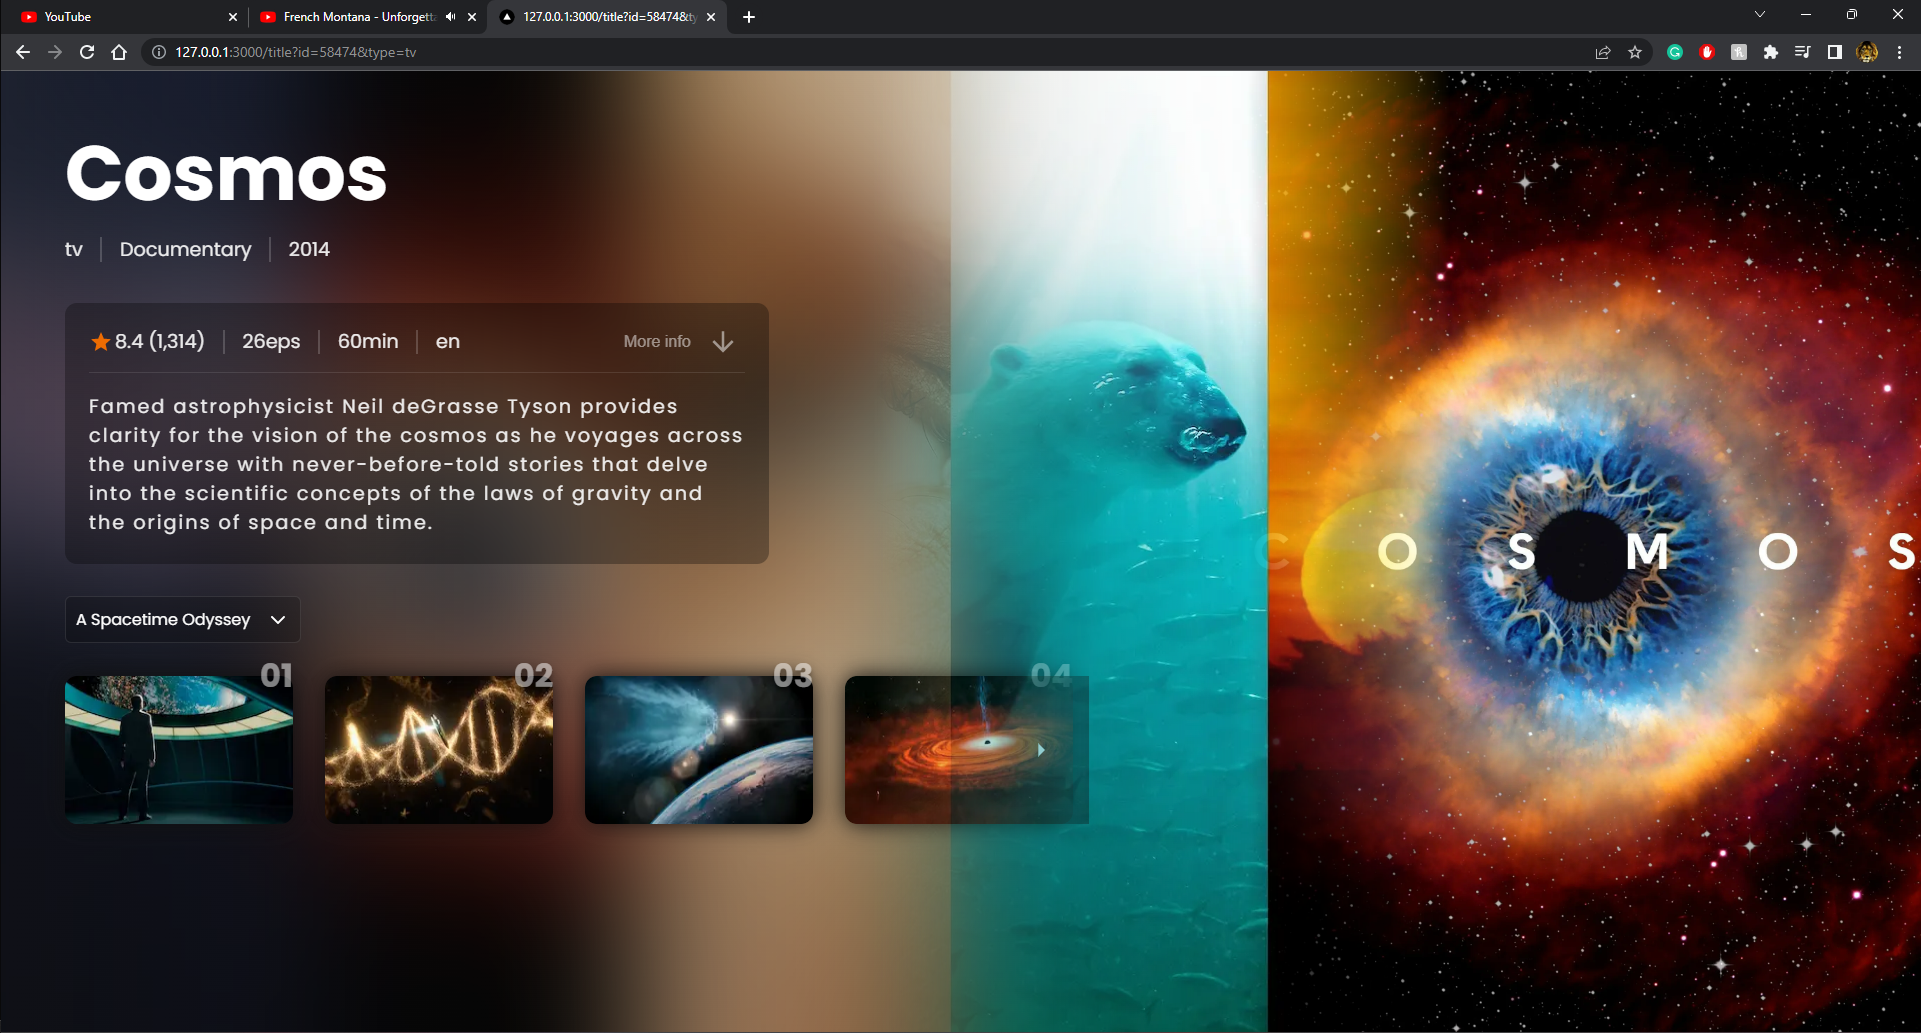 YouTube
French Montana - Unforgett
127.0.0.1:3000/title?id=58474&ty
127.0.0.1:3000/title?id=58474&type=tv
Cosmos
tv
Documentary
2014
8.4 (1,314)
26eps
60min
en
More info
Famed astrophysicist Neil deGrasse Tyson provides
clarity for the vision of the cosmos as he voyages across
the universe with never-before-told stories that delve
into the scientific concepts of the laws of gravity and
the origins of space and time.
COSMOS
A Spacetime Odyssey
01
02
03
04